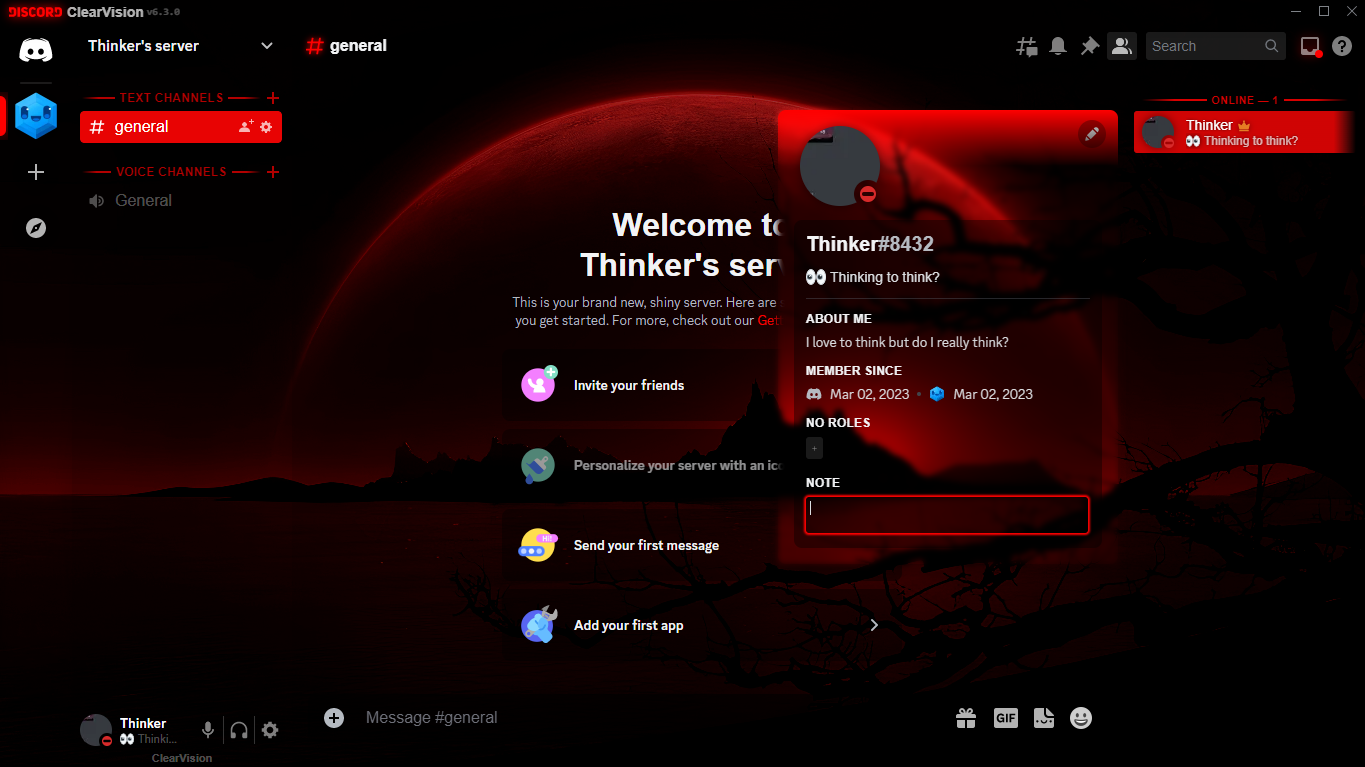 DISCORD ClearVision v6.3.0
Thinker's server
general
Search
TEXT CHANNELS
general
VOICE CHANNELS
General
Welcome to
Thinker's serv
This is your brand new, shiny server. Here are
you get started. For more, check out our Get
Invite your friends
Personalize your server with an ico
Send your first message
Hi!
Add your first app
Thinker#8432
👀 Thinking to think?
ABOUT ME
I love to think but do I really think?
MEMBER SINCE
Mar 02, 2023 • Mar 02, 2023
NO ROLES
+
NOTE
ONLINE — 1
Thinker
👀 Thinking to think?
Thinker
👀 Thinki...
ClearVision
Message #general
GIF